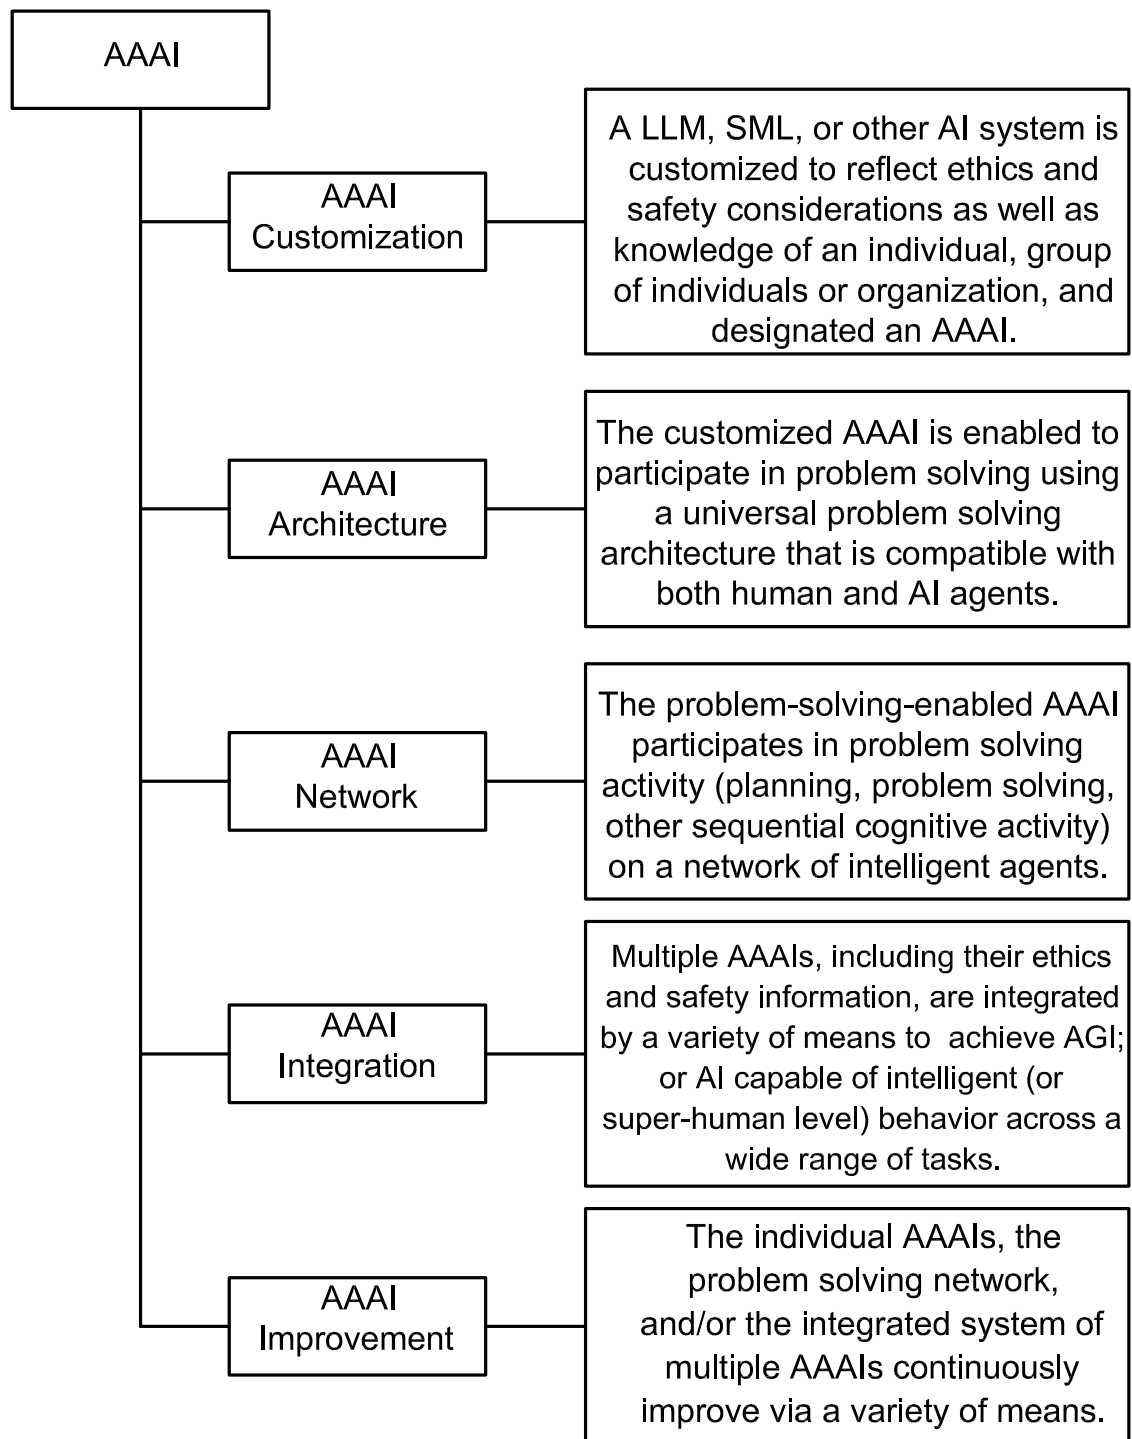 AAAI
AAAI
Customization
A LLM, SML, or other AI system is
customized to reflect ethics and
safety considerations as well as
knowledge of an individual, group
of individuals or organization, and
designated an AAAI.
AAAI
Architecture
The customized AAAI is enabled to
participate in problem solving using
a universal problem solving
architecture that is compatible with
both human and AI agents.
AAAI
Network
The problem-solving-enabled AAAI
participates in problem solving
activity (planning, problem solving,
other sequential cognitive activity)
on a network of intelligent agents.
AAAI
Integration
Multiple AAAIs, including their ethics
and safety information, are integrated
by a variety of means to  achieve AGI;
or AI capable of intelligent (or
super-human level) behavior across a
wide range of tasks.
AAAI
Improvement
The individual AAAIs, the
problem solving network,
and/or the integrated system of
multiple AAAIs continuously
improve via a variety of means.